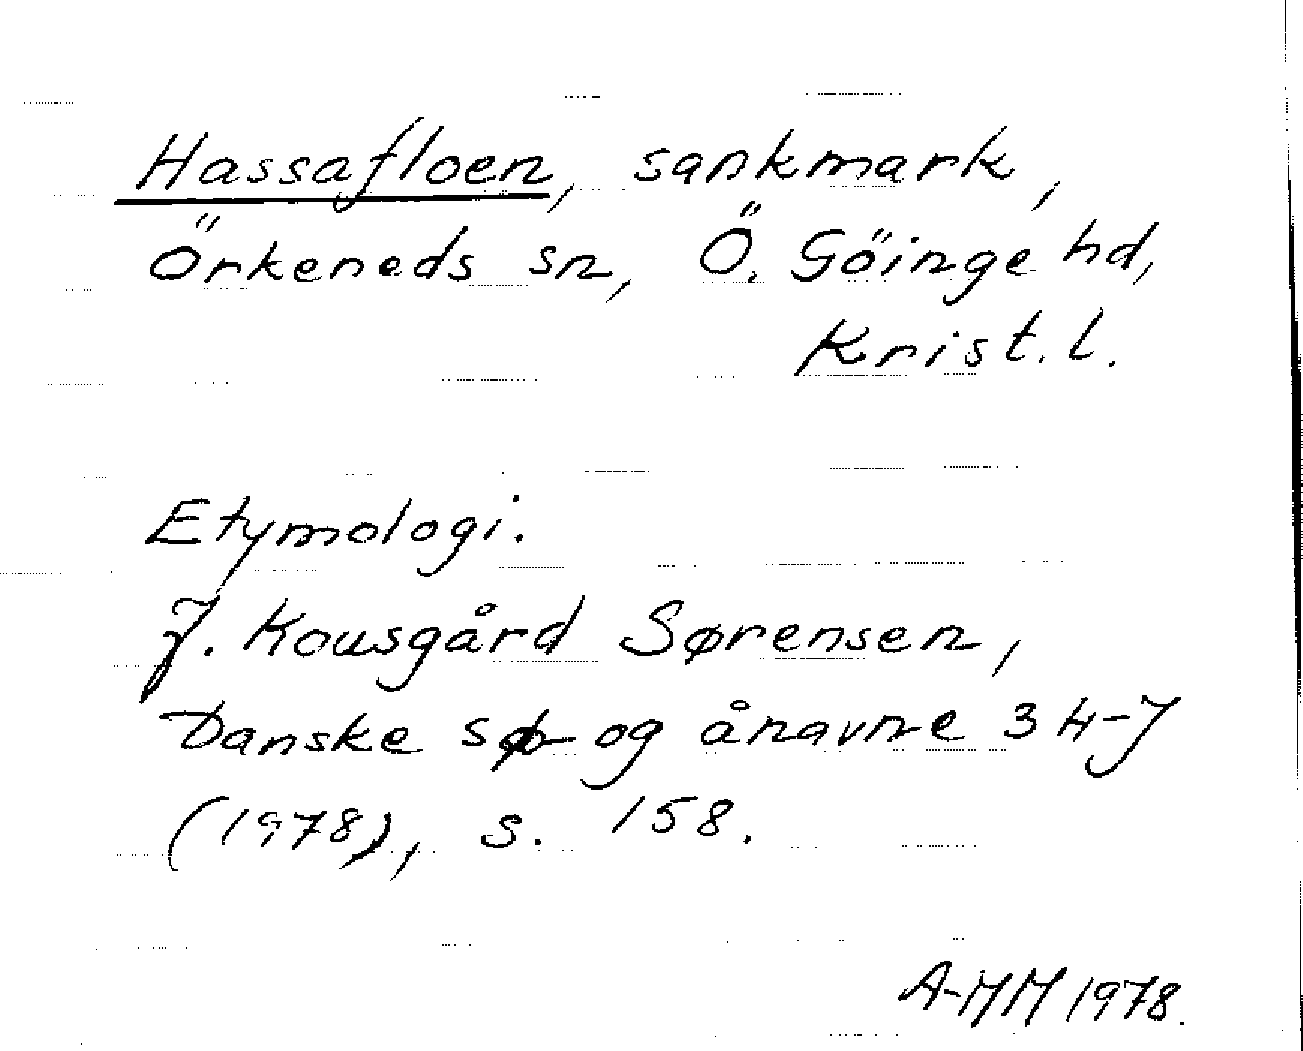 Hassafloen, sankmark,
Örkeneds sn, Ö. Göinge hd,
Krist. l.
Etymologi.
J. Kousgård Sørensen,
Danske sø- og ånavne 3 H-J
(1978), s. 158.
A-MM 1978.